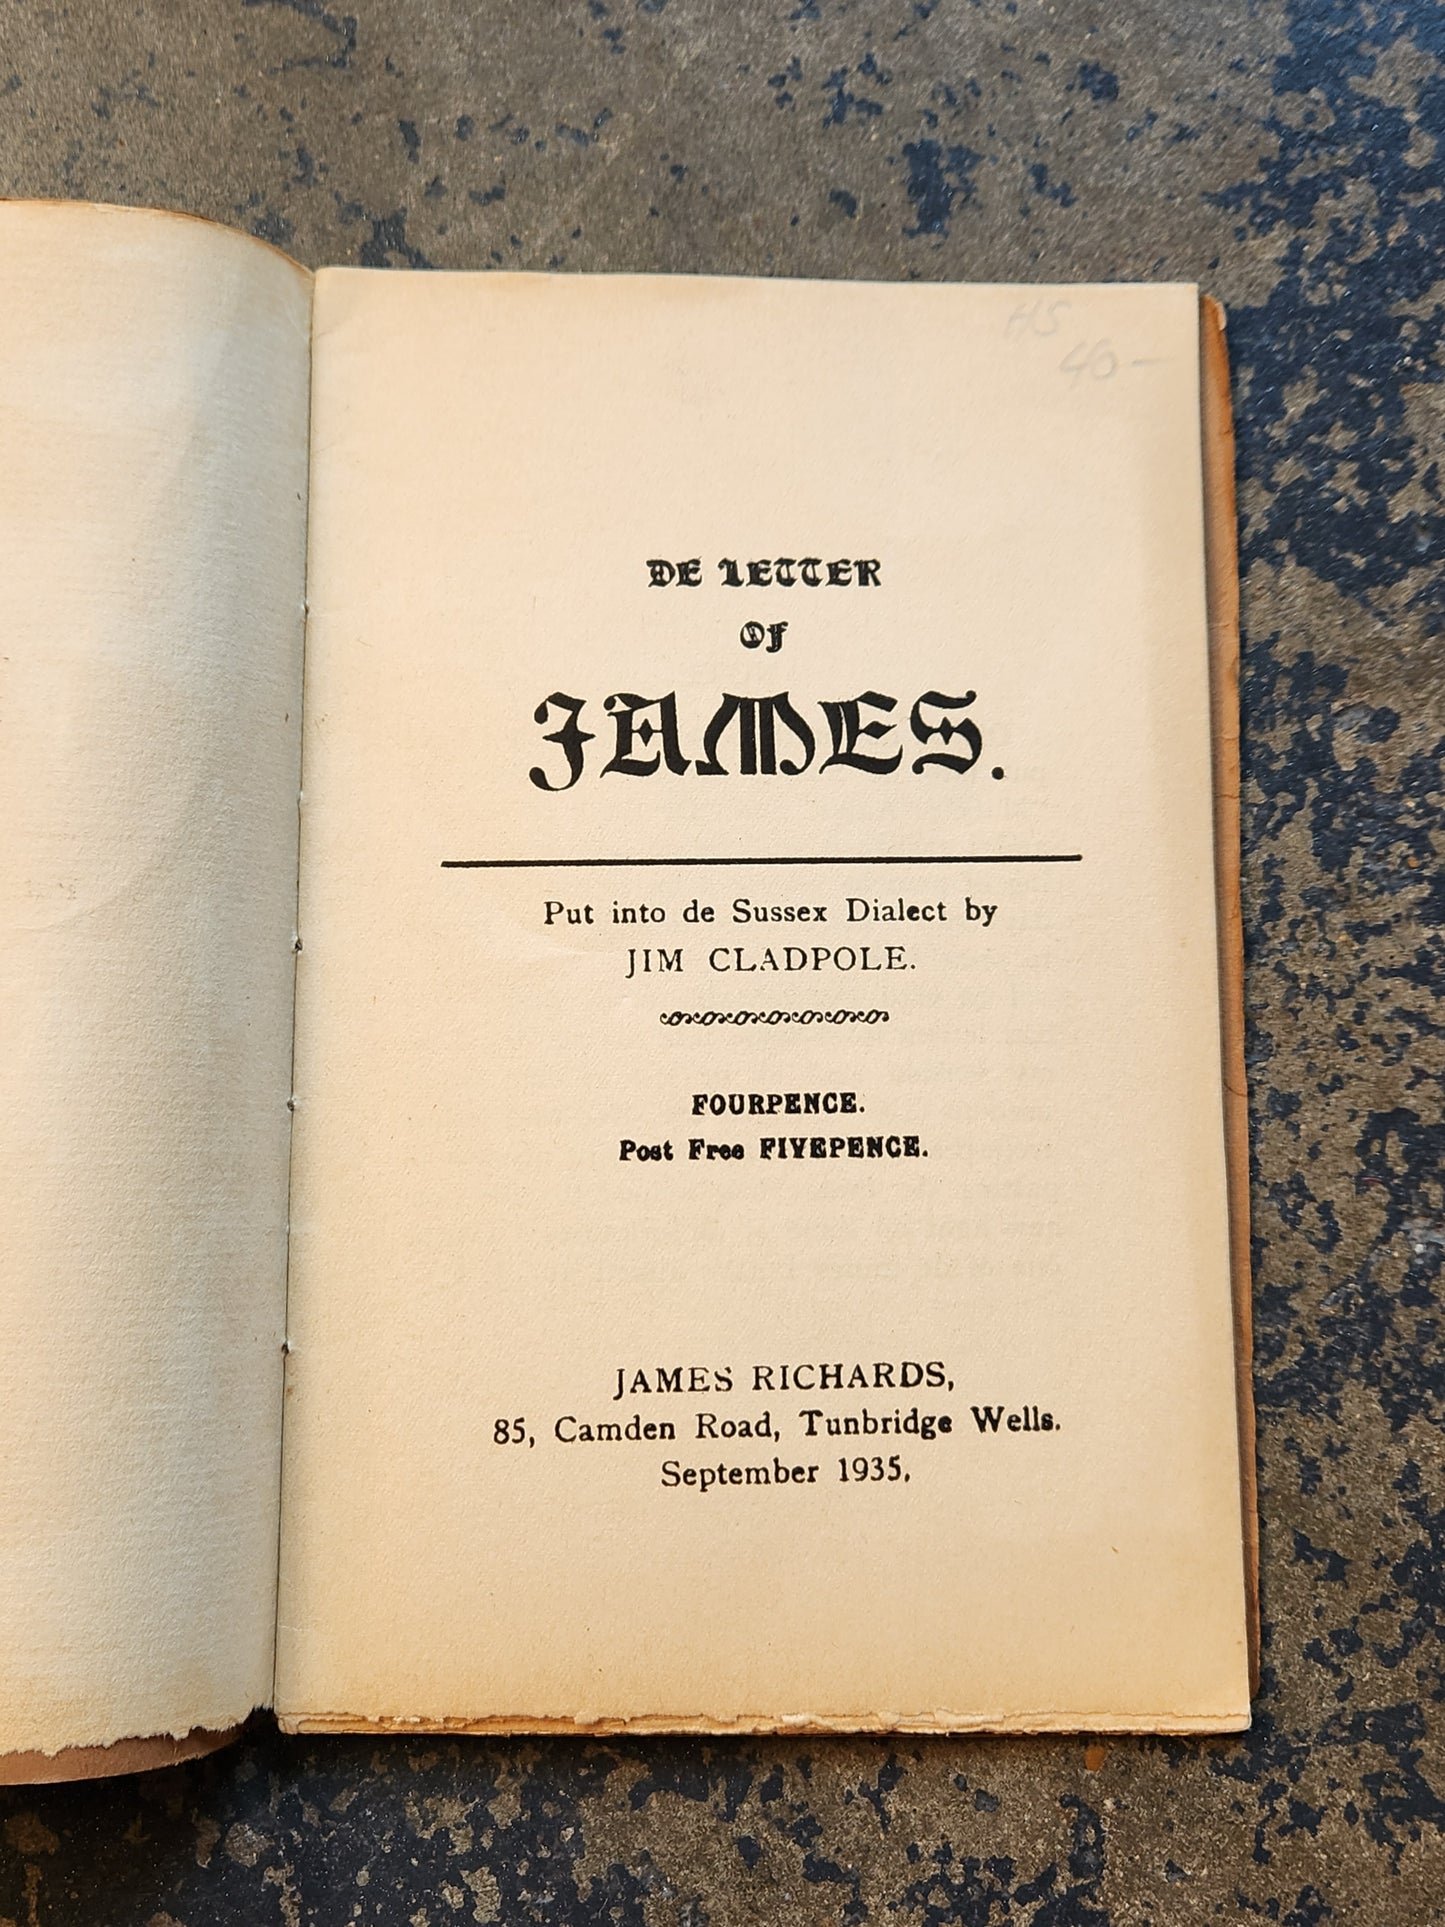 HS
40 –
DE LETTER
OF
JAMES.
Put into de Sussex Dialect by
JIM CLADPOLE.
FOURPENCE.
Post Free FIVEPENCE.
JAMES RICHARDS,
85, Camden Road, Tunbridge Wells.
September 1935.